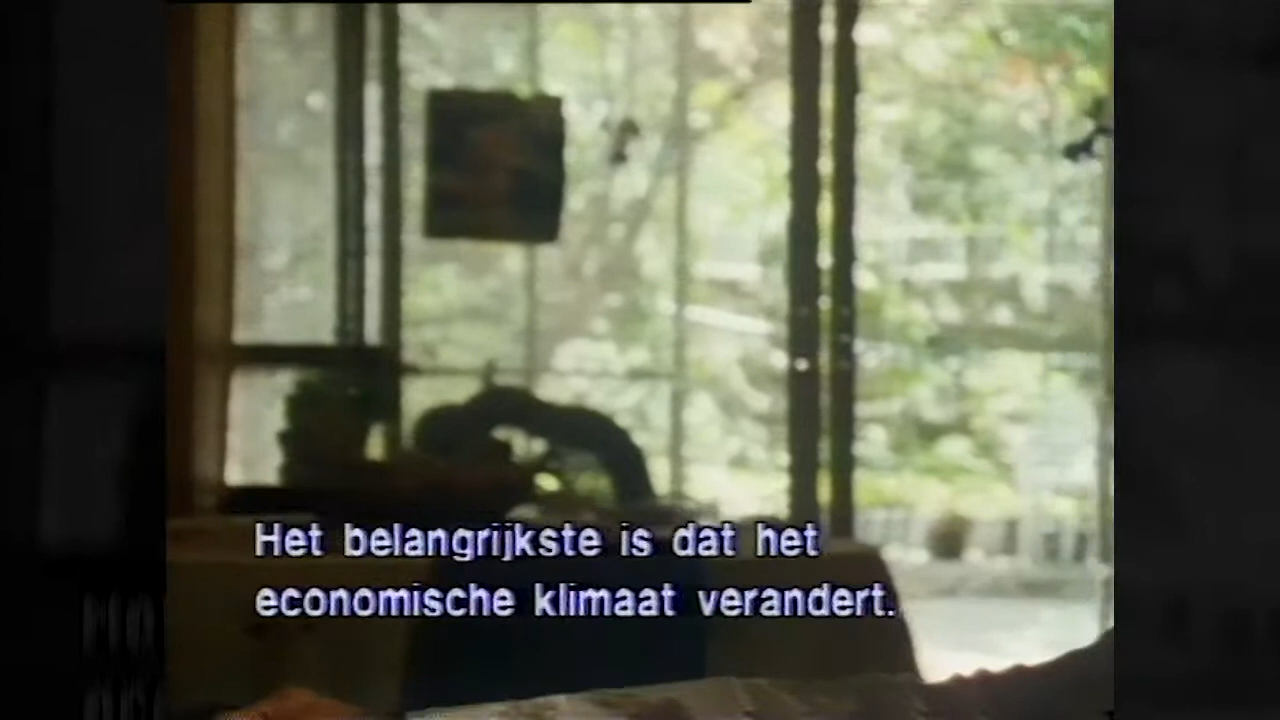 Het belangrijkste is dat het
economische klimaat verandert.